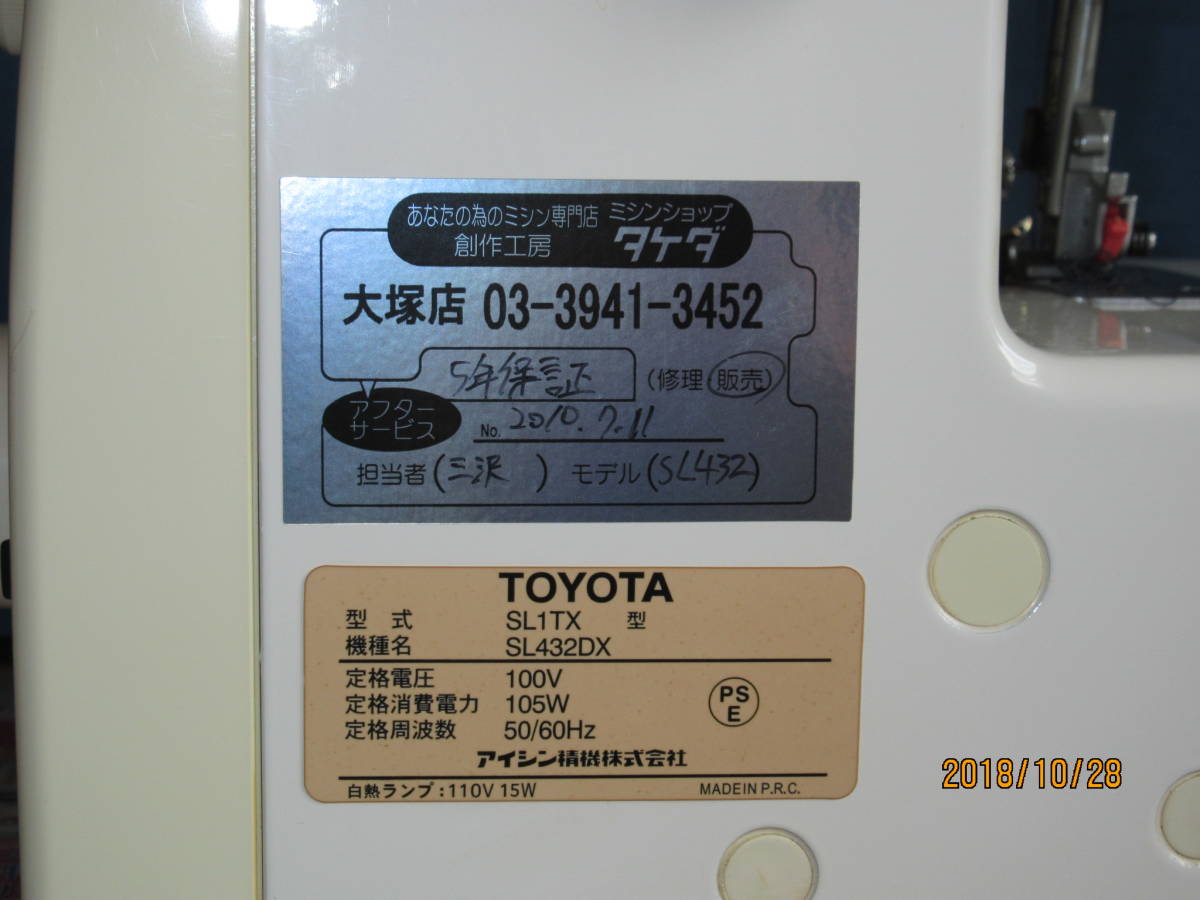 あなたの為のミシン専門店 ミシンショップ
創作工房 タケダ
大塚店 03-3941-3452
5年保証 (修理 販売)
アフター
サービス
No. 2010.7.11
担当者(三沢) モデル(SL432)
TOYOTA
型式 SL1TX 型
機種名 SL432DX
定格電圧 100V
定格消費電力 105W
定格周波数 50/60Hz
PS
E
アイシン精機株式会社
白熱ランプ:110V 15W MADE IN P.R.C.
2018/10/28